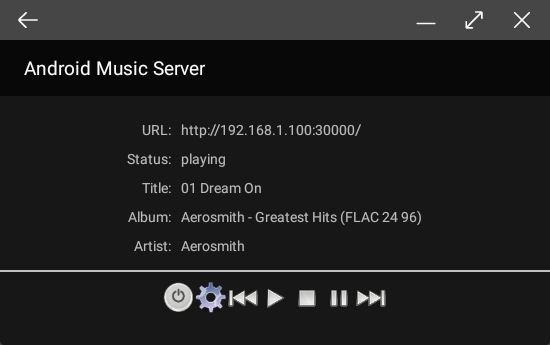 Android Music Server
URL: http://192.168.1.100:30000/
Status: playing
Title: 01 Dream On
Album: Aerosmith - Greatest Hits (FLAC 24 96)
Artist: Aerosmith